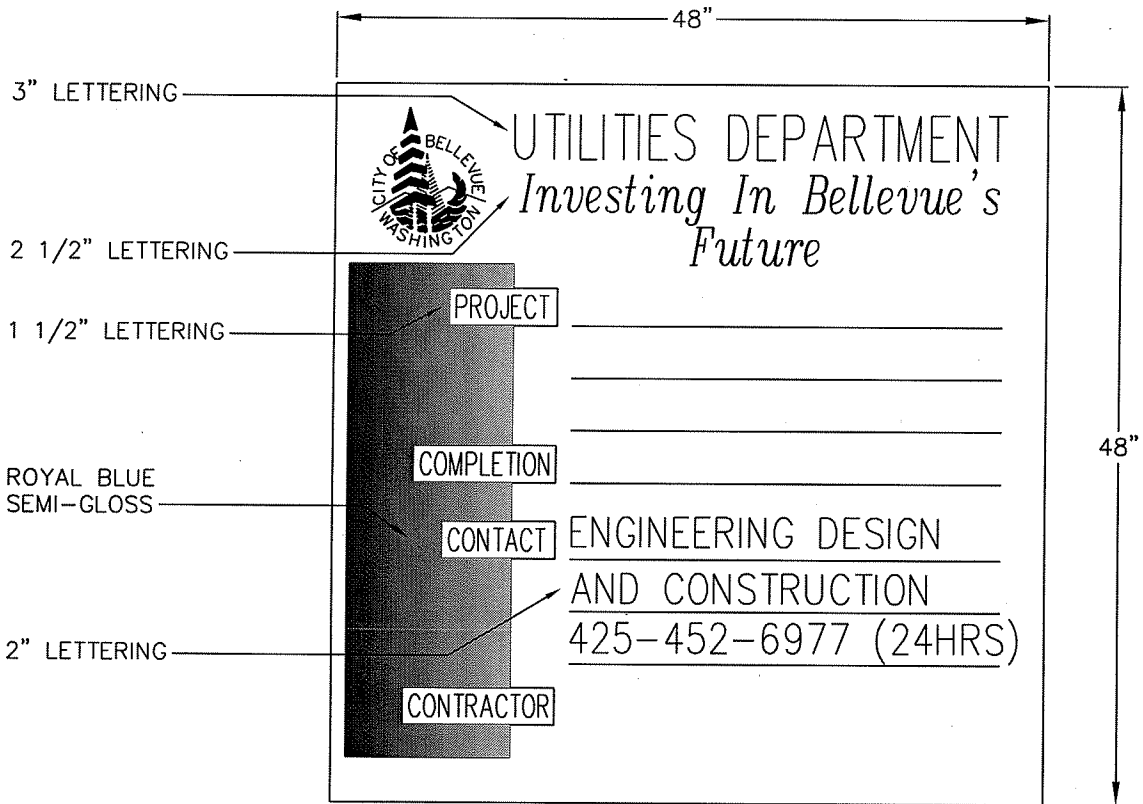 48"
3" LETTERING
UTILITIES DEPARTMENT
CITY OF BELLEVUE
WASHINGTON
Investing In Bellevue's
Future
2 1/2" LETTERING
PROJECT
1 1/2" LETTERING
COMPLETION
48"
ROYAL BLUE
SEMI-GLOSS
CONTACT ENGINEERING DESIGN
AND CONSTRUCTION
425-452-6977 (24HRS)
2" LETTERING
CONTRACTOR